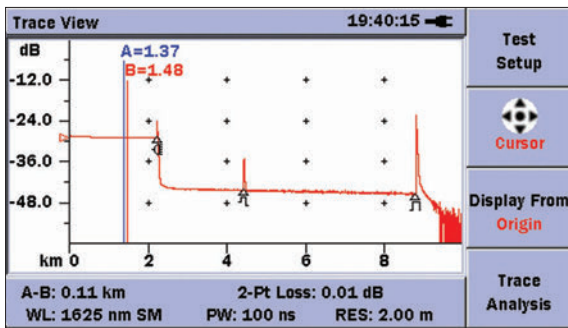 Trace View 19:40:15
dB
A=1.37
B=1.48
-12.0
-24.0
-36.0
-48.0
km 0 2 4 6 8
A-B: 0.11 km 2-Pt Loss: 0.01 dB
WL: 1625 nm SM PW: 100 ns RES: 2.00 m
Test
Setup
Cursor
Display From
Origin
Trace
Analysis